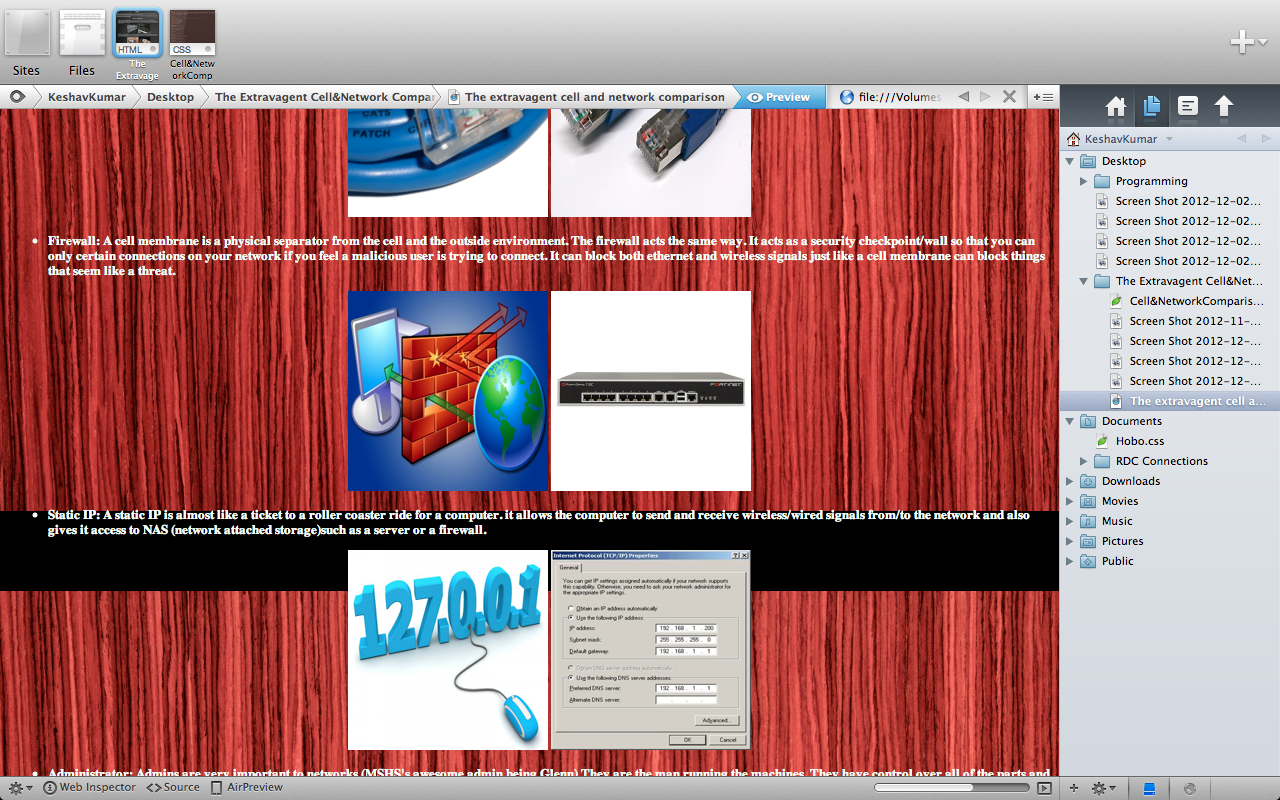 HTML
CSS
Sites
Files
The Extravage
Cell&Netw orkComp
KeshavKumar
Desktop
The Extravagent Cell&Network Compar
The extravagent cell and network comparison
Preview
file:///Volumes
KeshavKumar
Desktop
Programming
Screen Shot 2012-12-02...
Screen Shot 2012-12-02...
Screen Shot 2012-12-02...
Screen Shot 2012-12-02...
The Extravagent Cell&Net...
Cell&NetworkComparis...
Screen Shot 2012-11-...
Screen Shot 2012-12-...
Screen Shot 2012-12-...
Screen Shot 2012-12-...
The extravagent cell a...
Documents
Hobo.css
RDC Connections
Downloads
Movies
Music
Pictures
Public
CAT5
PATCH
Firewall: A cell membrane is a physical separator from the cell and the outside environment. The firewall acts the same way. It acts as a security checkpoint/wall so that you can
only certain connections on your network if you feel a malicious user is trying to connect. It can block both ethernet and wireless signals just like a cell membrane can block things
that seem like a threat.
FORTINET
Static IP: A static IP is almost like a ticket to a roller coaster ride for a computer. it allows the computer to send and receive wireless/wired signals from/to the network and also
gives it access to NAS (network attached storage)such as a server or a firewall.
127.0.0.1
Internet Protocol (TCP/IP) Properties
General
You can get IP settings assigned automatically if your network supports
this capability. Otherwise, you need to ask your network administrator for
the appropriate IP settings.
Obtain an IP address automatically
Use the following IP address:
IP address: 192 . 168 . 1 . 200
Subnet mask: 255 . 255 . 255 . 0
Default gateway: 192 . 168 . 1 . 1
Obtain DNS server address automatically
Use the following DNS server addresses:
Preferred DNS server: 192 . 168 . 1 . 1
Alternate DNS server:
Advanced...
OK
Cancel
Administrator: Admins are very important to networks (MSHS's awesome admin being Glenn) They are the man running the machines. They have control over all of the parts and
Web Inspector
Source
AirPreview